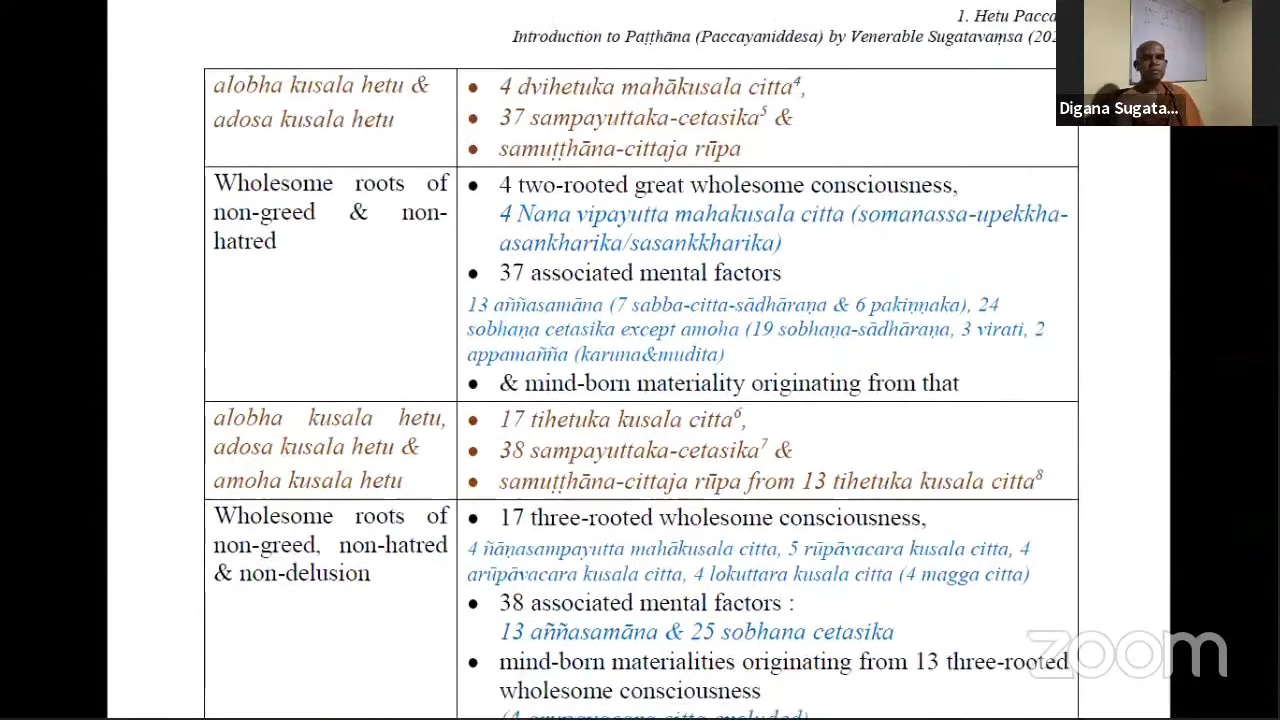 1. Hetu Pacca
Introduction to Paṭṭhāna (Paccayaniddesa) by Venerable Sugatavaṃsa (202
Digana Sugata...
alobha kusala hetu &
adosa kusala hetu
• 4 dvihetuka mahākusala citta⁴,
• 37 sampayuttaka-cetasika⁵ &
• samuṭṭhāna-cittaja rūpa
Wholesome roots of
non-greed & non-
hatred
• 4 two-rooted great wholesome consciousness,
4 Nana vipayutta mahakusala citta (somanassa-upekkha-
asankharika/sasankkharika)
• 37 associated mental factors
13 aññasamāna (7 sabba-citta-sādhāraṇa & 6 pakiṇṇaka), 24
sobhaṇa cetasika except amoha (19 sobhaṇa-sādhāraṇa, 3 virati, 2
appamañña (karuna&mudita)
• & mind-born materiality originating from that
alobha kusala hetu,
adosa kusala hetu &
amoha kusala hetu
• 17 tihetuka kusala citta⁶,
• 38 sampayuttaka-cetasika⁷ &
• samuṭṭhāna-cittaja rūpa from 13 tihetuka kusala citta⁸
Wholesome roots of
non-greed, non-hatred
& non-delusion
• 17 three-rooted wholesome consciousness,
4 ñāṇasampayutta mahākusala citta, 5 rūpāvacara kusala citta, 4
arūpāvacara kusala citta, 4 lokuttara kusala citta (4 magga citta)
• 38 associated mental factors :
13 aññasamāna & 25 sobhana cetasika
• mind-born materialities originating from 13 three-rooted
wholesome consciousness
zoom